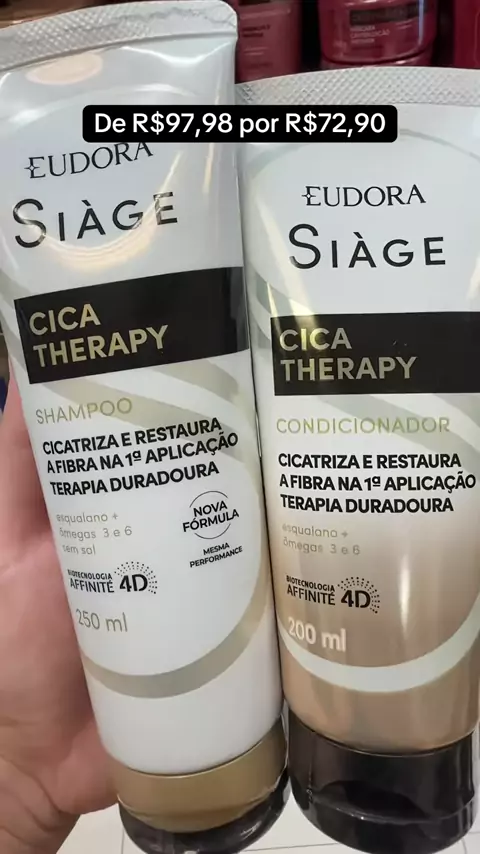 De R$97,98 por R$72,90
EUDORA
SIÀGE
CICA
THERAPY
SHAMPOO
CICATRIZA E RESTAURA
A FIBRA NA 1ª APLICAÇÃO
TERAPIA DURADOURA
esqualano +
ômegas 3 e 6
sem sal
NOVA
FÓRMULA
MESMA
PERFORMANCE
BIOTECNOLOGIA
AFFINITÉ 4D
250 ml
EUDORA
SIÀGE
CICA
THERAPY
CONDICIONADOR
CICATRIZA E RESTAURA
A FIBRA NA 1ª APLICAÇÃO
TERAPIA DURADOURA
esqualano +
ômegas 3 e 6
BIOTECNOLOGIA
AFFINITÉ 4D
200 ml